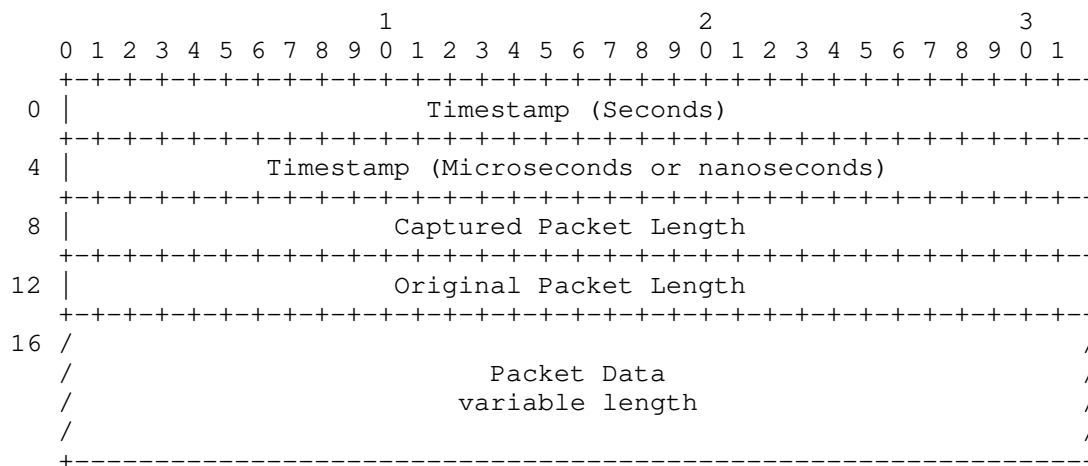 1                   2                   3
    0 1 2 3 4 5 6 7 8 9 0 1 2 3 4 5 6 7 8 9 0 1 2 3 4 5 6 7 8 9 0 1
   +-+-+-+-+-+-+-+-+-+-+-+-+-+-+-+-+-+-+-+-+-+-+-+-+-+-+-+-+-+-+-+--
 0 |                      Timestamp (Seconds)
   +-+-+-+-+-+-+-+-+-+-+-+-+-+-+-+-+-+-+-+-+-+-+-+-+-+-+-+-+-+-+-+--
 4 |            Timestamp (Microseconds or nanoseconds)
   +-+-+-+-+-+-+-+-+-+-+-+-+-+-+-+-+-+-+-+-+-+-+-+-+-+-+-+-+-+-+-+--
 8 |                    Captured Packet Length
   +-+-+-+-+-+-+-+-+-+-+-+-+-+-+-+-+-+-+-+-+-+-+-+-+-+-+-+-+-+-+-+--
12 |                    Original Packet Length
   +-+-+-+-+-+-+-+-+-+-+-+-+-+-+-+-+-+-+-+-+-+-+-+-+-+-+-+-+-+-+-+--
16 /                                                               /
   /                          Packet Data                          /
   /                        variable length                        /
   /                                                               /
   +----------------------------------------------------------------